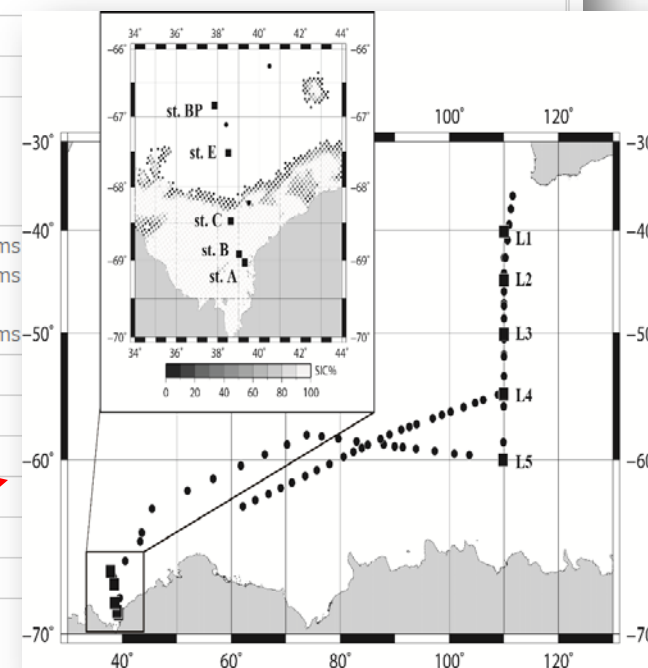 34° 36° 38° 40° 42° 44°
−66°
−67°
−68°
−69°
−70°
−66°
−67°
−68°
−69°
−70°
st. BP
st. E
st. C
st. B
st. A
34° 36° 38° 40° 42° 44°
SIC%
0 20 40 60 80 100
100° 120°
−30°
−40°
−50°
−60°
−70°
−30
−40
−50
−60
−70
L1
L2
L3
L4
L5
40° 60° 80° 100° 120°
ms
ms
ms